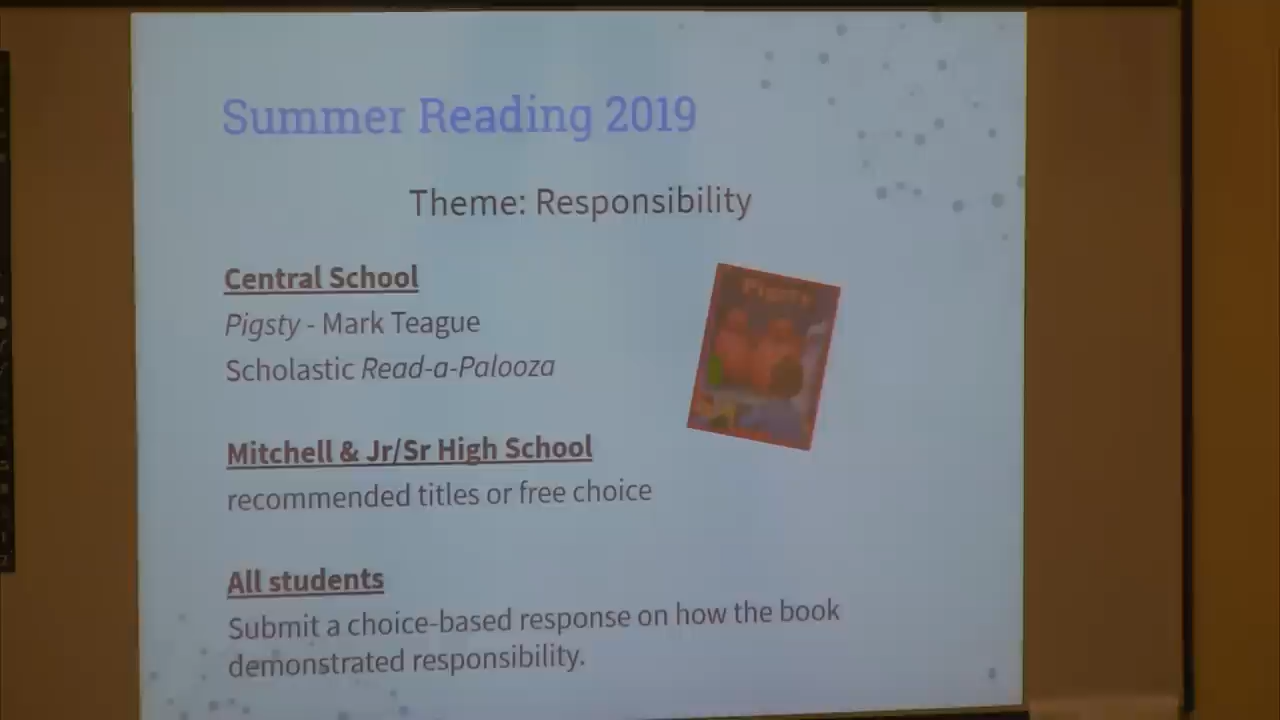 Summer Reading 2019
Theme: Responsibility
Central School
Pigsty - Mark Teague
Scholastic Read-a-Palooza
Pigsty
Mitchell & Jr/Sr High School
recommended titles or free choice
All students
Submit a choice-based response on how the book
demonstrated responsibility.